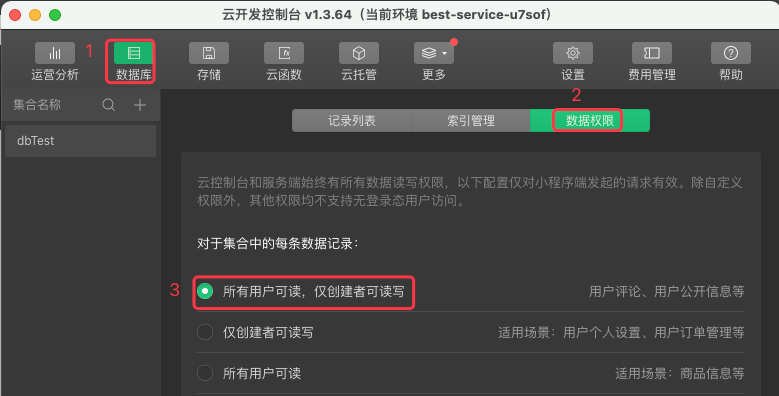 云开发控制台 v1.3.64（当前环境 best-service-u7sof）
1
运营分析 数据库 存储 云函数 云托管 更多 设置 费用管理 帮助
集合名称
2
记录列表 索引管理 数据权限
dbTest
云控制台和服务端始终有所有数据读写权限，以下配置仅对小程序端发起的请求有效。除自定义
权限外，其他权限均不支持无登录态用户访问。
对于集合中的每条数据记录：
3 所有用户可读，仅创建者可读写 用户评论、用户公开信息等
仅创建者可读写 适用场景：用户个人设置、用户订单管理等
所有用户可读 适用场景：商品信息等